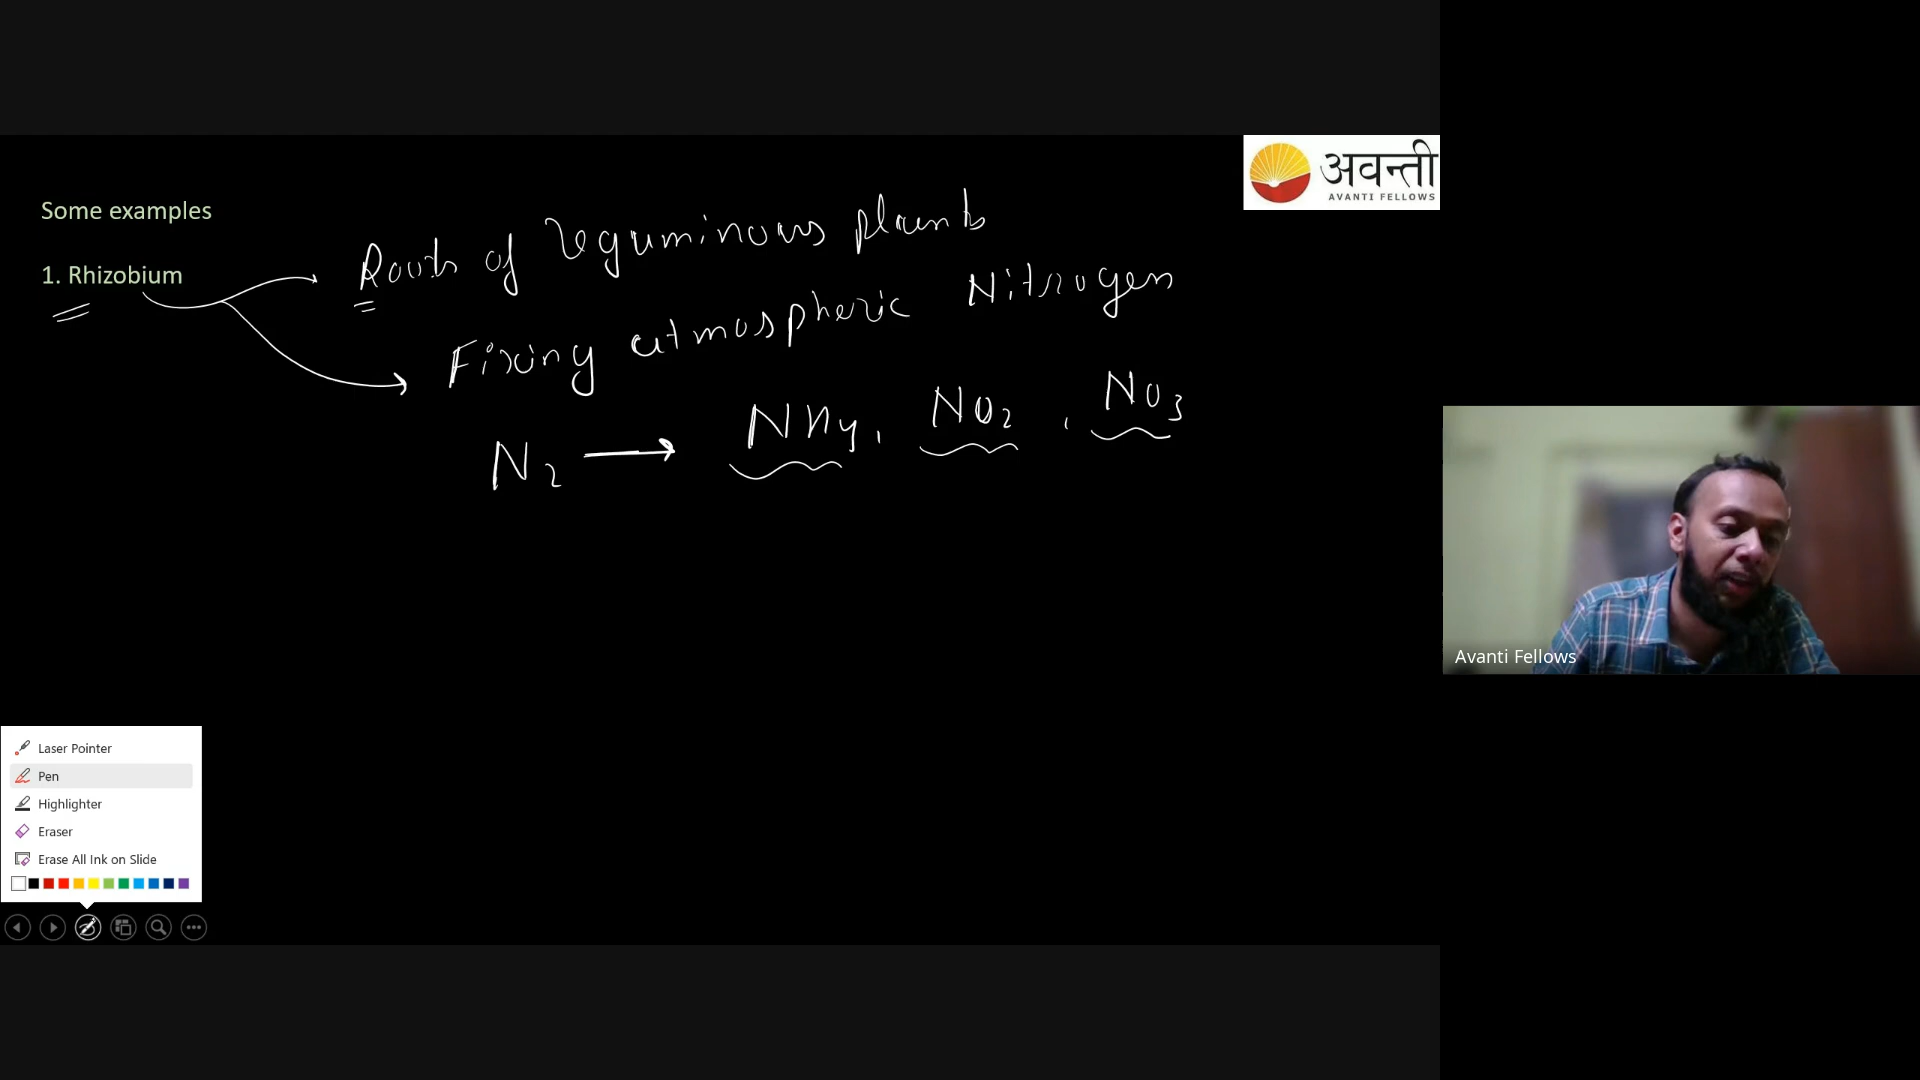 अवन्ती
AVANTI FELLOWS
Some examples
1. Rhizobium
Roots of leguminous plants
Fixing atmospheric Nitrogen
N2 → NH4, NO2, NO3
Avanti Fellows
Laser Pointer
Pen
Highlighter
Eraser
Erase All Ink on Slide